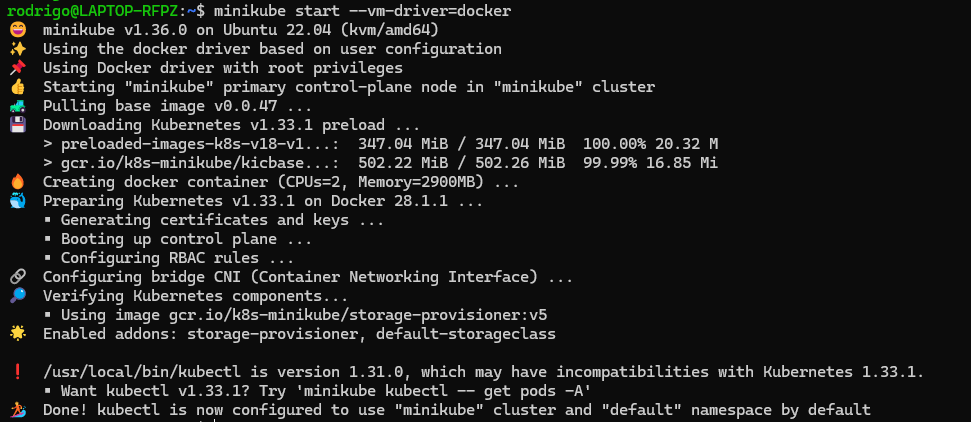 rodrigo@LAPTOP-RFPZ:~$ minikube start --vm-driver=docker
😄 minikube v1.36.0 on Ubuntu 22.04 (kvm/amd64)
✨ Using the docker driver based on user configuration
📌 Using Docker driver with root privileges
👍 Starting "minikube" primary control-plane node in "minikube" cluster
🚜 Pulling base image v0.0.47 ...
💾 Downloading Kubernetes v1.33.1 preload ...
> preloaded-images-k8s-v18-v1...: 347.04 MiB / 347.04 MiB 100.00% 20.32 M
> gcr.io/k8s-minikube/kicbase...: 502.22 MiB / 502.26 MiB 99.99% 16.85 Mi
🔥 Creating docker container (CPUs=2, Memory=2900MB) ...
🐳 Preparing Kubernetes v1.33.1 on Docker 28.1.1 ...
▪ Generating certificates and keys ...
▪ Booting up control plane ...
▪ Configuring RBAC rules ...
🔗 Configuring bridge CNI (Container Networking Interface) ...
🔎 Verifying Kubernetes components...
▪ Using image gcr.io/k8s-minikube/storage-provisioner:v5
🌟 Enabled addons: storage-provisioner, default-storageclass
❗ /usr/local/bin/kubectl is version 1.31.0, which may have incompatibilities with Kubernetes 1.33.1.
▪ Want kubectl v1.33.1? Try 'minikube kubectl -- get pods -A'
🏄 Done! kubectl is now configured to use "minikube" cluster and "default" namespace by default